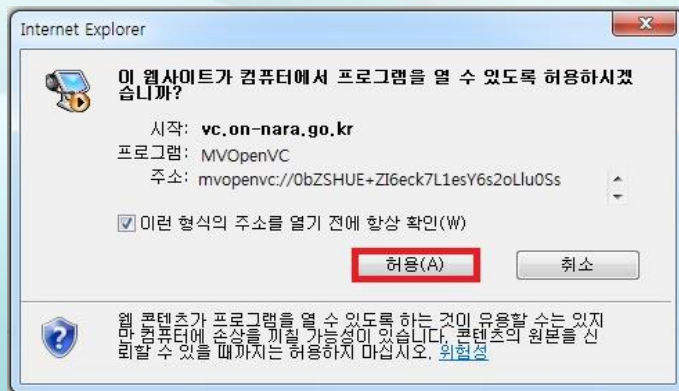 Internet Explorer
이 웹사이트가 컴퓨터에서 프로그램을 열 수 있도록 허용하시겠
습니까?
시작: vc.on-nara.go.kr
프로그램: MVOpenVC
주소: mvopenvc://0bZSHUE+ZI6eck7L1esY6s2oLlu0Ss
이런 형식의 주소를 열기 전에 항상 확인(W)
허용(A) 취소
웹 콘텐츠가 프로그램을 열 수 있도록 하는 것이 유용할 수는 있지
만 컴퓨터에 손상을 끼칠 가능성이 있습니다. 콘텐츠의 원본을 신
뢰할 수 있을 때까지는 허용하지 마십시오. 위험성